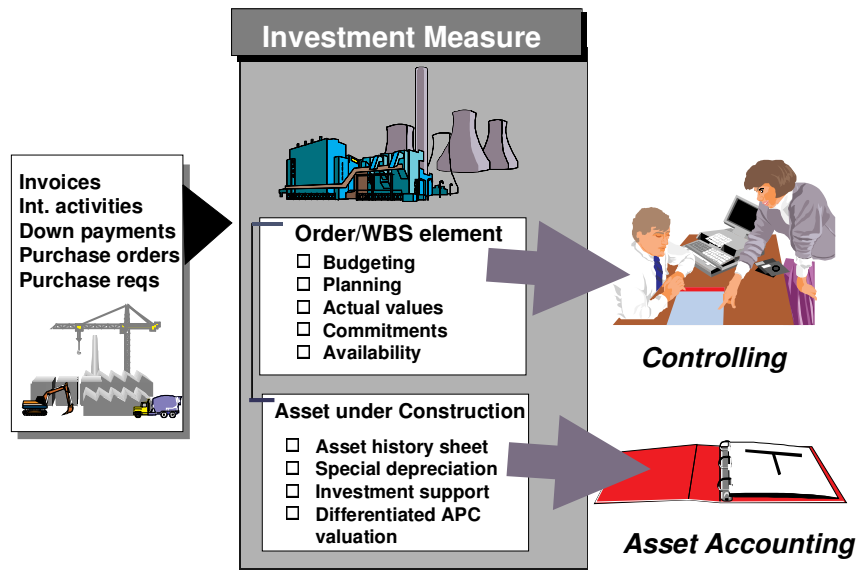 Investment Measure
Invoices
Int. activities
Down payments
Purchase orders
Purchase reqs
Order/WBS element
Budgeting
Planning
Actual values
Commitments
Availability
Controlling
Asset under Construction
Asset history sheet
Special depreciation
Investment support
Differentiated APC
valuation
Asset Accounting